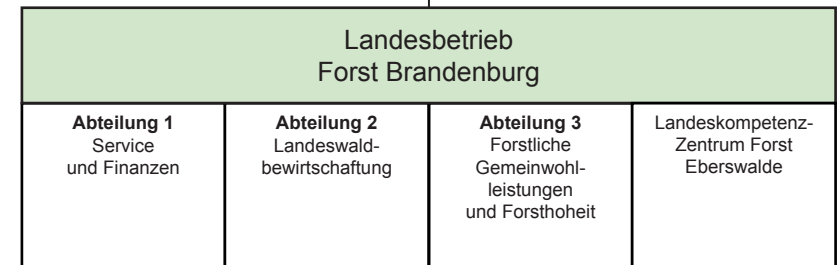 Landesbetrieb
Forst Brandenburg
Abteilung 1
Service
und Finanzen
Abteilung 2
Landeswald-
bewirtschaftung
Abteilung 3
Forstliche
Gemeinwohl-
leistungen
und Forsthoheit
Landeskompetenz-
Zentrum Forst
Eberswalde